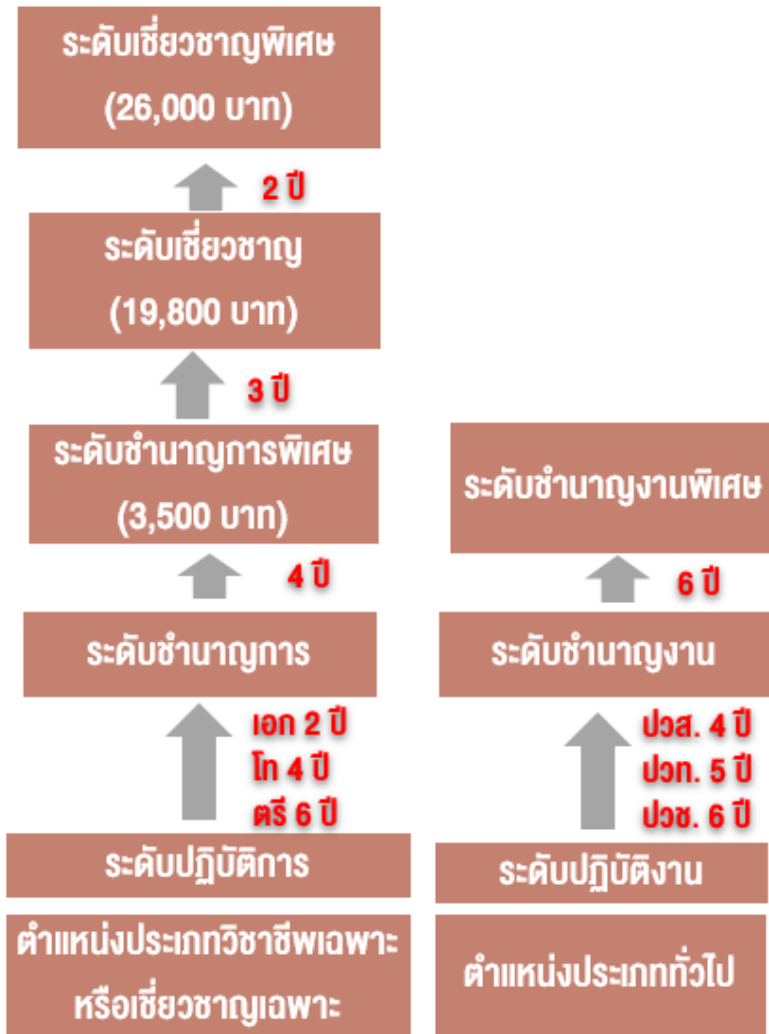 ระดับเชี่ยวชาญพิเศษ
(26,000 บาท)
2 ปี
ระดับเชี่ยวชาญ
(19,800 บาท)
3 ปี
ระดับชำนาญการพิเศษ
(3,500 บาท)
4 ปี
ระดับชำนาญการ
เอก 2 ปี
โท 4 ปี
ตรี 6 ปี
ระดับปฏิบัติการ
ตำแหน่งประเภทวิชาชีพเฉพาะ
หรือเชี่ยวชาญเฉพาะ
ระดับชำนาญงานพิเศษ
6 ปี
ระดับชำนาญงาน
ปวส. 4 ปี
ปวท. 5 ปี
ปวช. 6 ปี
ระดับปฏิบัติงาน
ตำแหน่งประเภททั่วไป